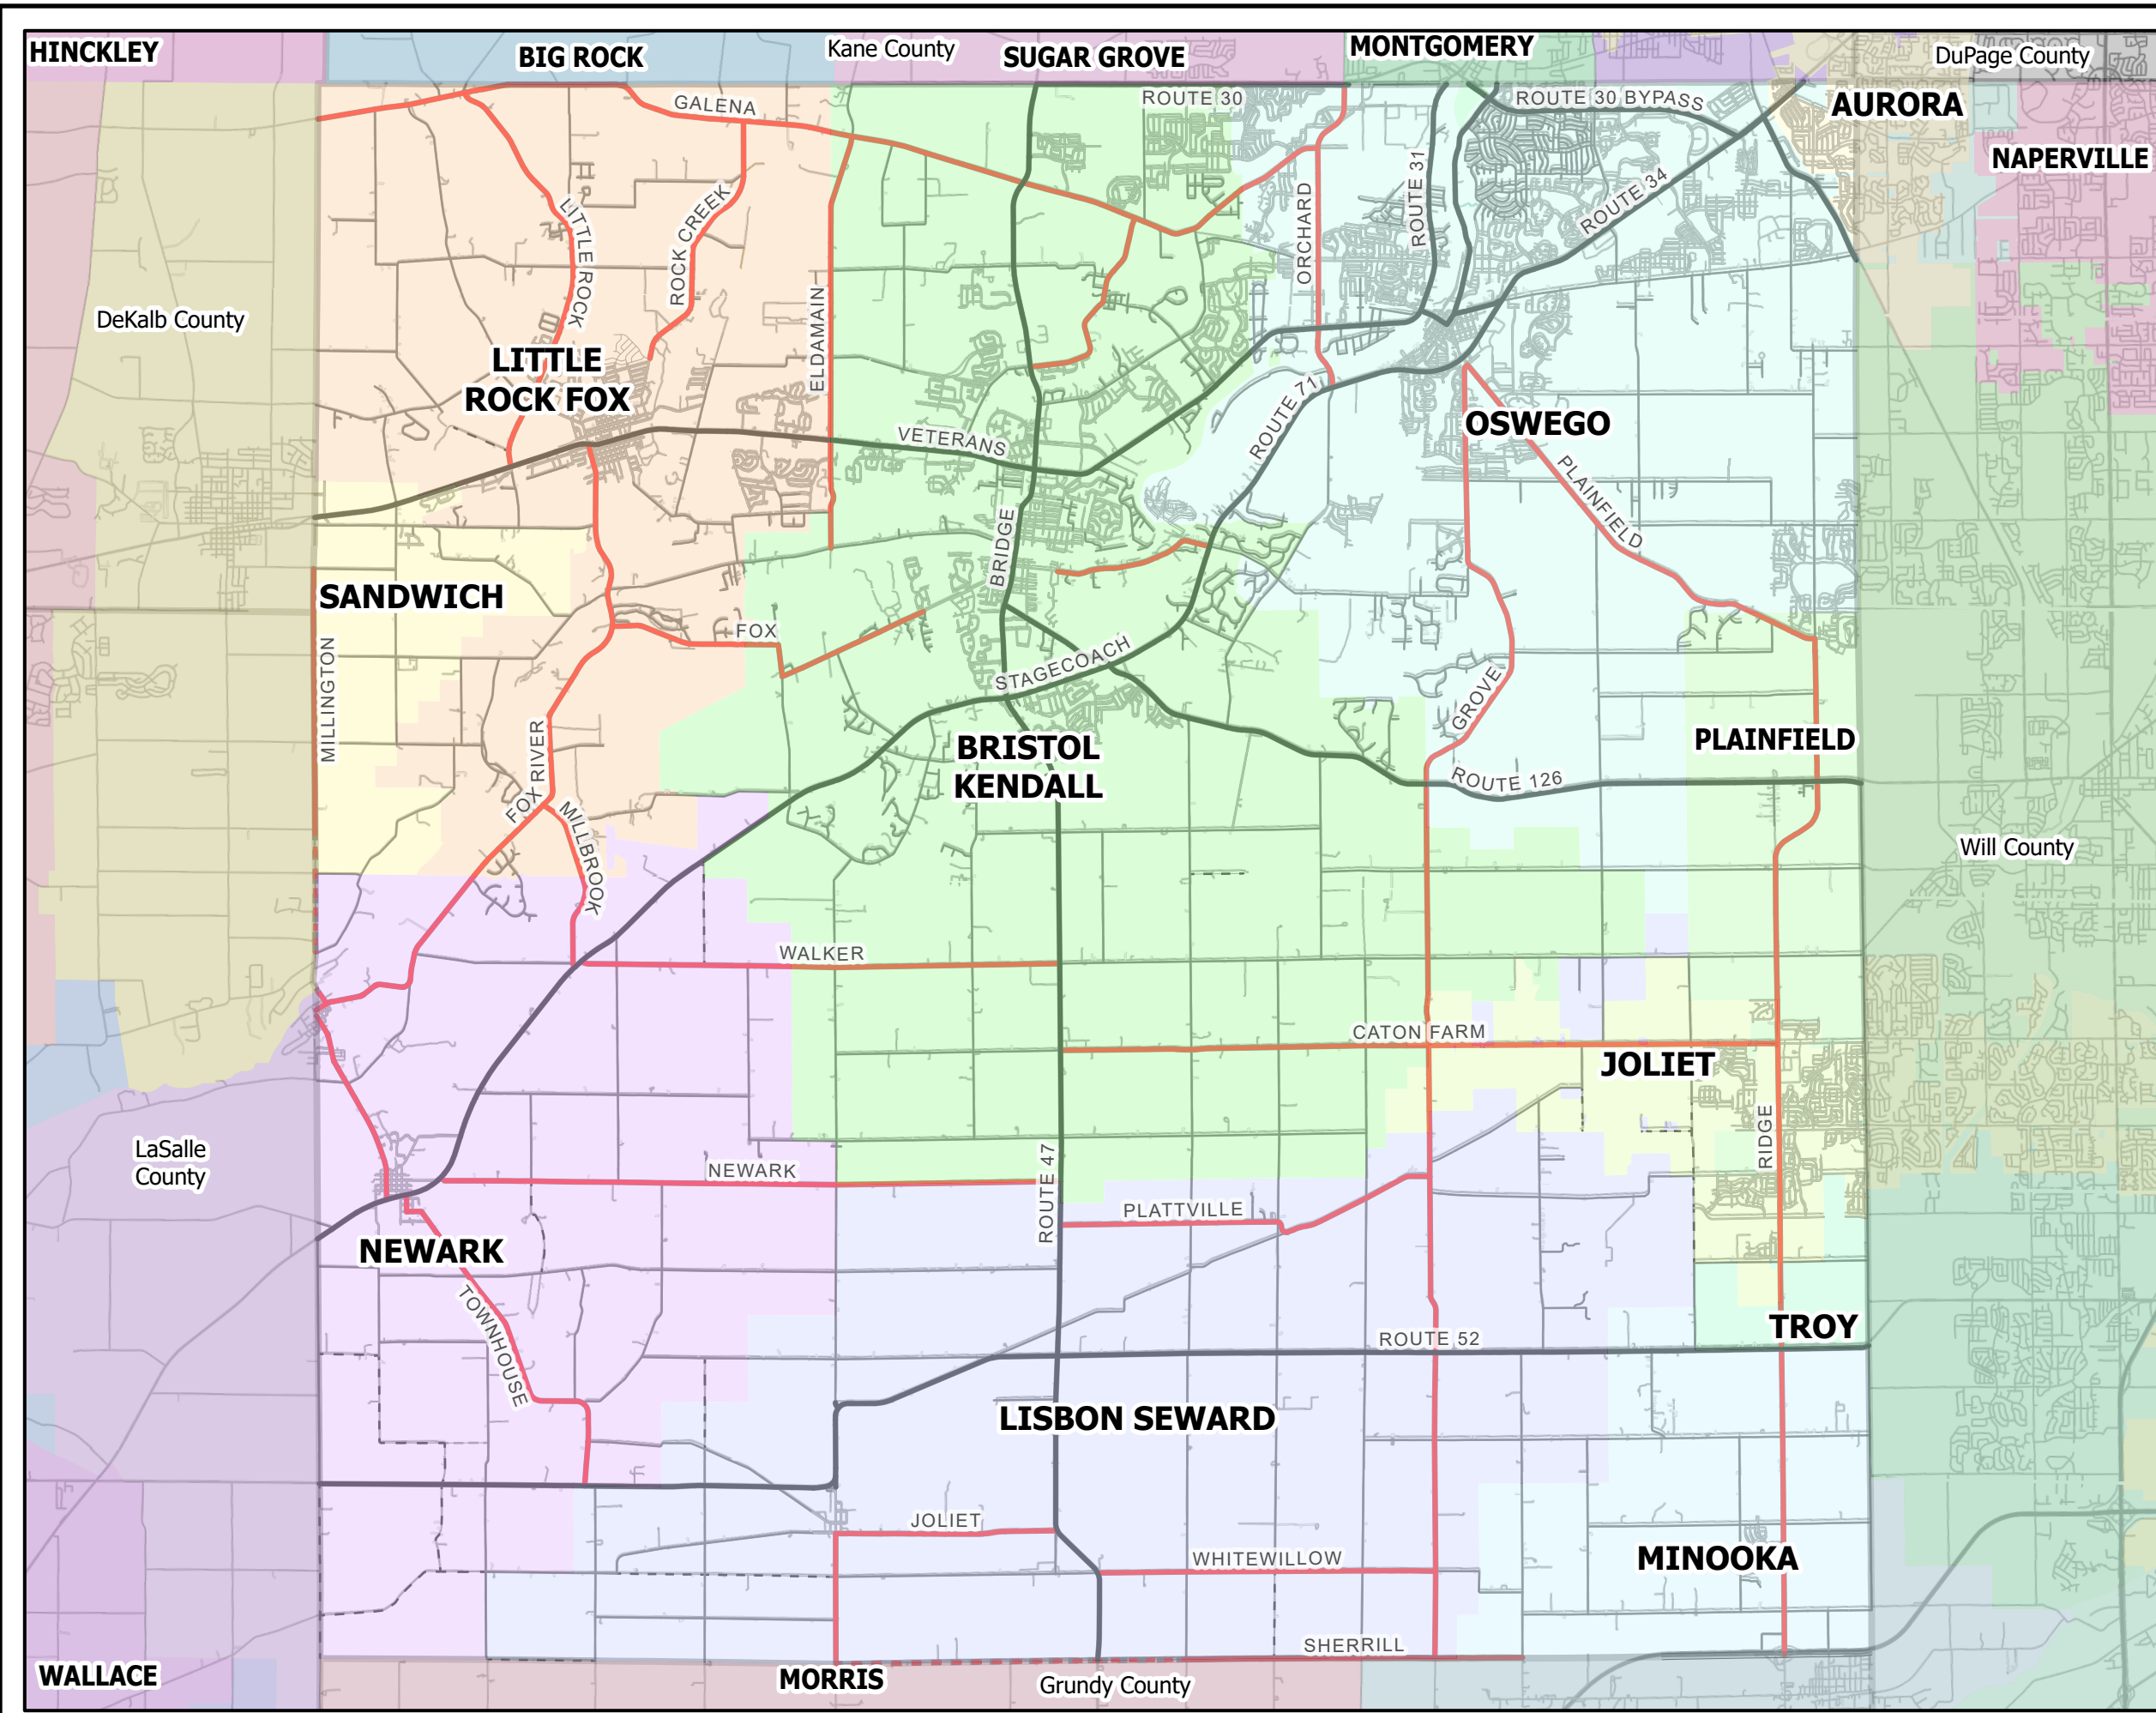 HINCKLEY
BIG ROCK
Kane County
SUGAR GROVE
MONTGOMERY
DuPage County
GALENA
ROUTE 30
ROUTE 30 BYPASS
AURORA
NAPERVILLE
ROUTE 31
ROUTE 34
LITTLE ROCK
ROCK CREEK
ORCHARD
DeKalb County
ELDAMAIN
LITTLE
ROCK FOX
ROUTE 71
OSWEGO
VETERANS
PLAINFIELD
BRIDGE
SANDWICH
FOX
MILLINGTON
STAGECOACH
GROVE
FOX RIVER
BRISTOL
KENDALL
PLAINFIELD
ROUTE 126
MILLBROOK
Will County
WALKER
CATON FARM
JOLIET
LaSalle
County
RIDGE
NEWARK
ROUTE 47
PLATTVILLE
NEWARK
TOWNHOUSE
TROY
ROUTE 52
LISBON SEWARD
JOLIET
WHITEWILLOW
MINOOKA
SHERRILL
WALLACE
MORRIS
Grundy County